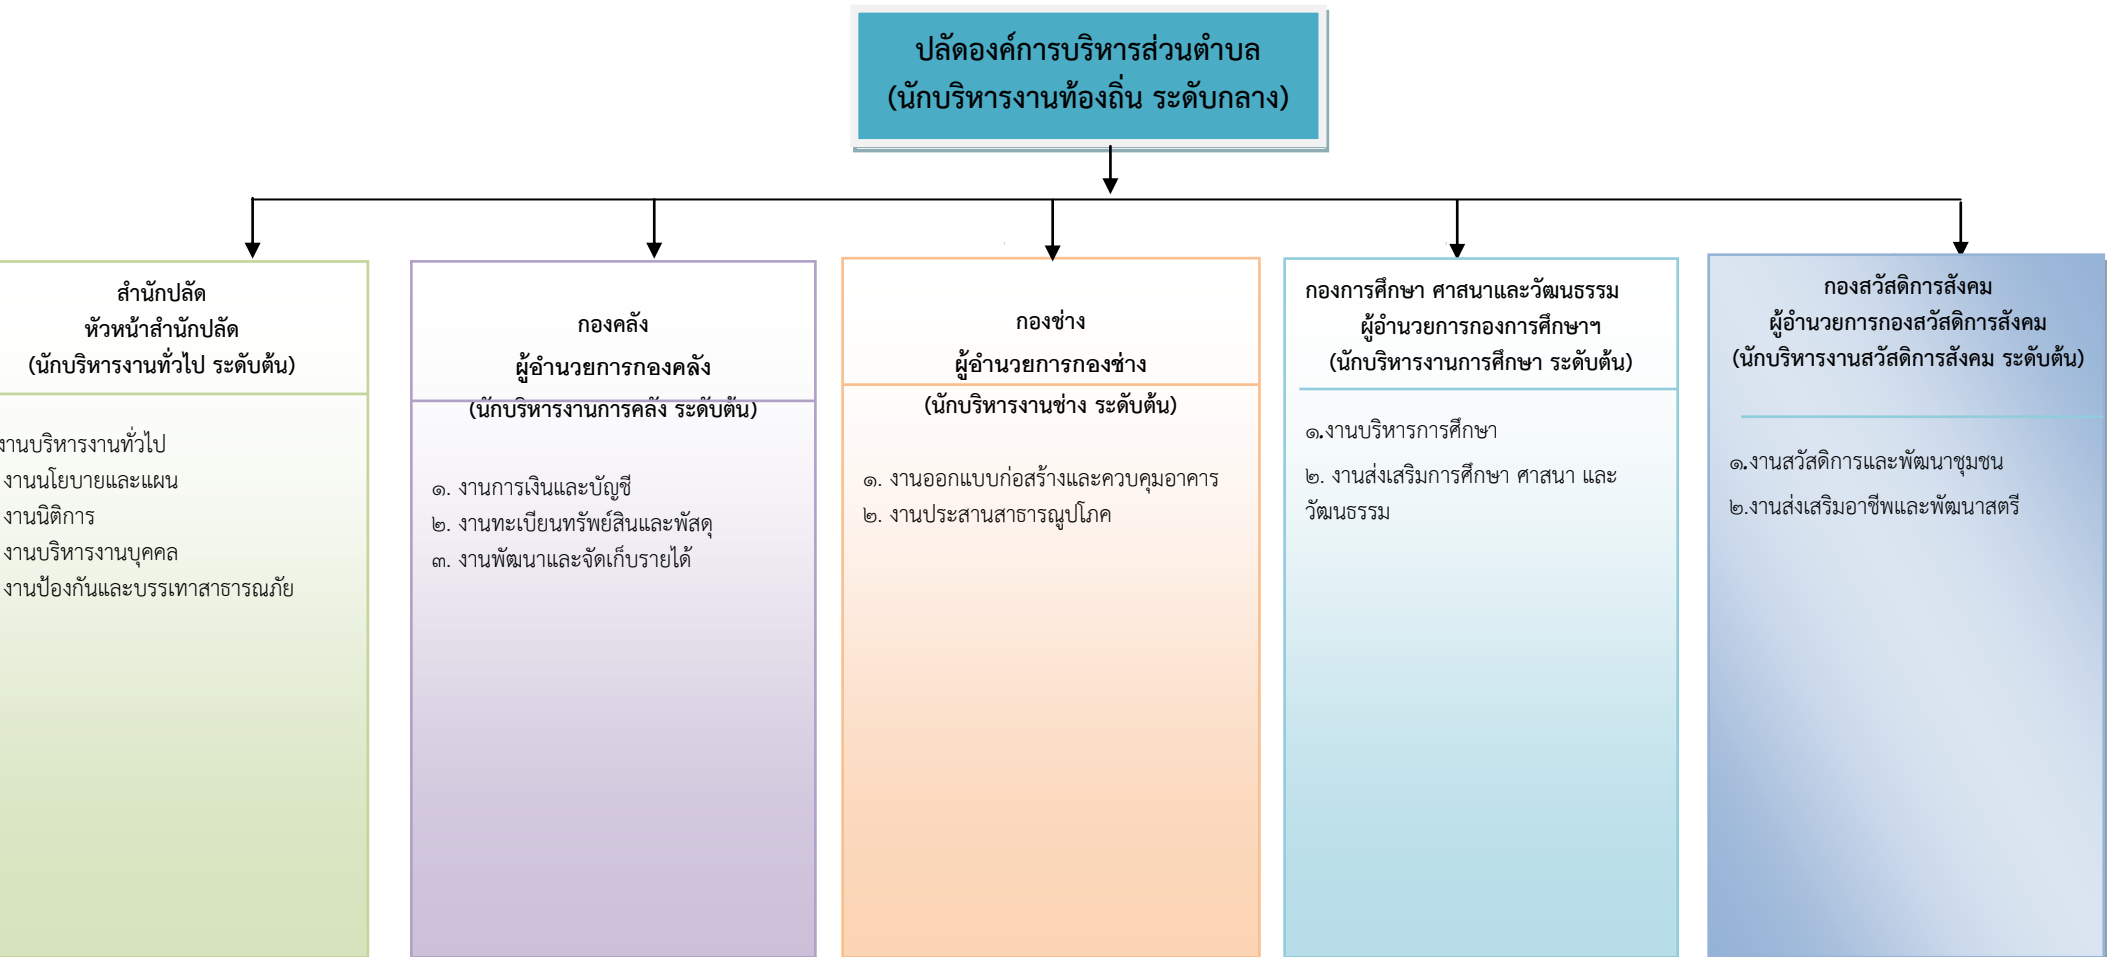 ปลัดองค์การบริหารส่วนตำบล
(นักบริหารงานท้องถิ่น ระดับกลาง)
สำนักปลัด
หัวหน้าสำนักปลัด
(นักบริหารงานทั่วไป ระดับต้น)
งานบริหารงานทั่วไป
งานนโยบายและแผน
งานนิติการ
งานบริหารงานบุคคล
งานป้องกันและบรรเทาสาธารณภัย
กองคลัง
ผู้อำนวยการกองคลัง
(นักบริหารงานการคลัง ระดับต้น)
๑. งานการเงินและบัญชี
๒. งานทะเบียนทรัพย์สินและพัสดุ
๓. งานพัฒนาและจัดเก็บรายได้
กองช่าง
ผู้อำนวยการกองช่าง
(นักบริหารงานช่าง ระดับต้น)
๑. งานออกแบบก่อสร้างและควบคุมอาคาร
๒. งานประสานสาธารณูปโภค
กองการศึกษา ศาสนาและวัฒนธรรม
ผู้อำนวยการกองการศึกษาฯ
(นักบริหารงานการศึกษา ระดับต้น)
๑.งานบริหารการศึกษา
๒. งานส่งเสริมการศึกษา ศาสนา และ
วัฒนธรรม
กองสวัสดิการสังคม
ผู้อำนวยการกองสวัสดิการสังคม
(นักบริหารงานสวัสดิการสังคม ระดับต้น)
๑.งานสวัสดิการและพัฒนาชุมชน
๒.งานส่งเสริมอาชีพและพัฒนาสตรี